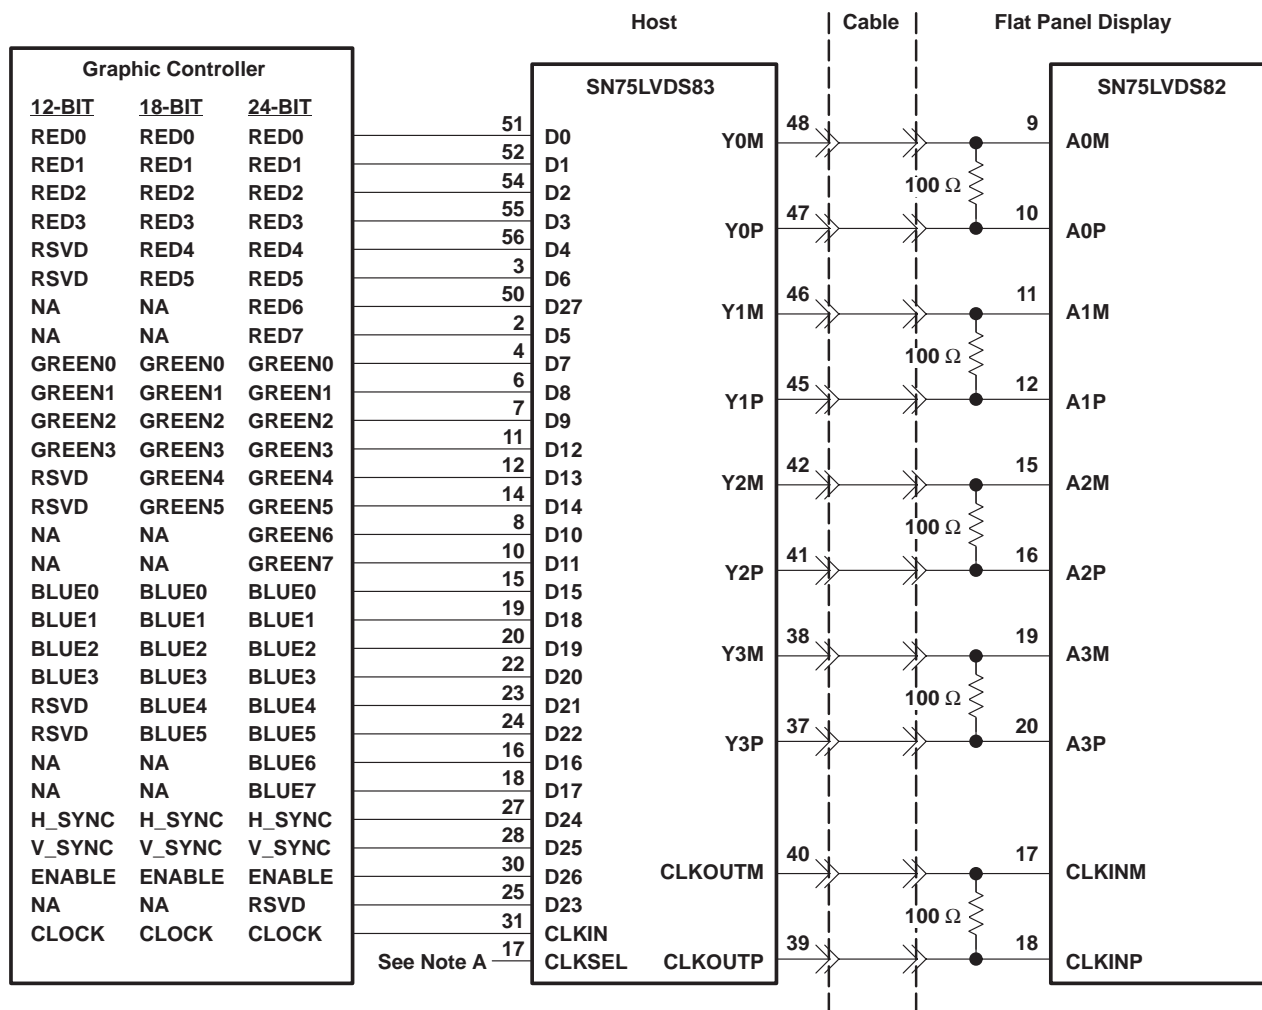 Host Cable Flat Panel Display
Graphic Controller SN75LVDS83 SN75LVDS82
12-BIT 18-BIT 24-BIT
RED0 RED0 RED0 51 D0 Y0M 48 9 A0M
RED1 RED1 RED1 52 D1
RED2 RED2 RED2 54 D2 100 Ω
RED3 RED3 RED3 55 D3 Y0P 47 10 A0P
RSVD RED4 RED4 56 D4
RSVD RED5 RED5 3 D6
NA NA RED6 50 D27 Y1M 46 11 A1M
NA NA RED7 2 D5
GREEN0 GREEN0 GREEN0 4 D7 100 Ω
GREEN1 GREEN1 GREEN1 6 D8 Y1P 45 12 A1P
GREEN2 GREEN2 GREEN2 7 D9
GREEN3 GREEN3 GREEN3 11 D12
RSVD GREEN4 GREEN4 12 D13 Y2M 42 15 A2M
RSVD GREEN5 GREEN5 14 D14
NA NA GREEN6 8 D10 100 Ω
NA NA GREEN7 10 D11 Y2P 41 16 A2P
BLUE0 BLUE0 BLUE0 15 D15
BLUE1 BLUE1 BLUE1 19 D18
BLUE2 BLUE2 BLUE2 20 D19 Y3M 38 19 A3M
BLUE3 BLUE3 BLUE3 22 D20
RSVD BLUE4 BLUE4 23 D21 100 Ω
RSVD BLUE5 BLUE5 24 D22 Y3P 37 20 A3P
NA NA BLUE6 16 D16
NA NA BLUE7 18 D17
H_SYNC H_SYNC H_SYNC 27 D24
V_SYNC V_SYNC V_SYNC 28 D25
ENABLE ENABLE ENABLE 30 D26 CLKOUTM 40 17 CLKINM
NA NA RSVD 25 D23 100 Ω
CLOCK CLOCK CLOCK 31 CLKIN
See Note A 17 CLKSEL CLKOUTP 39 18 CLKINP